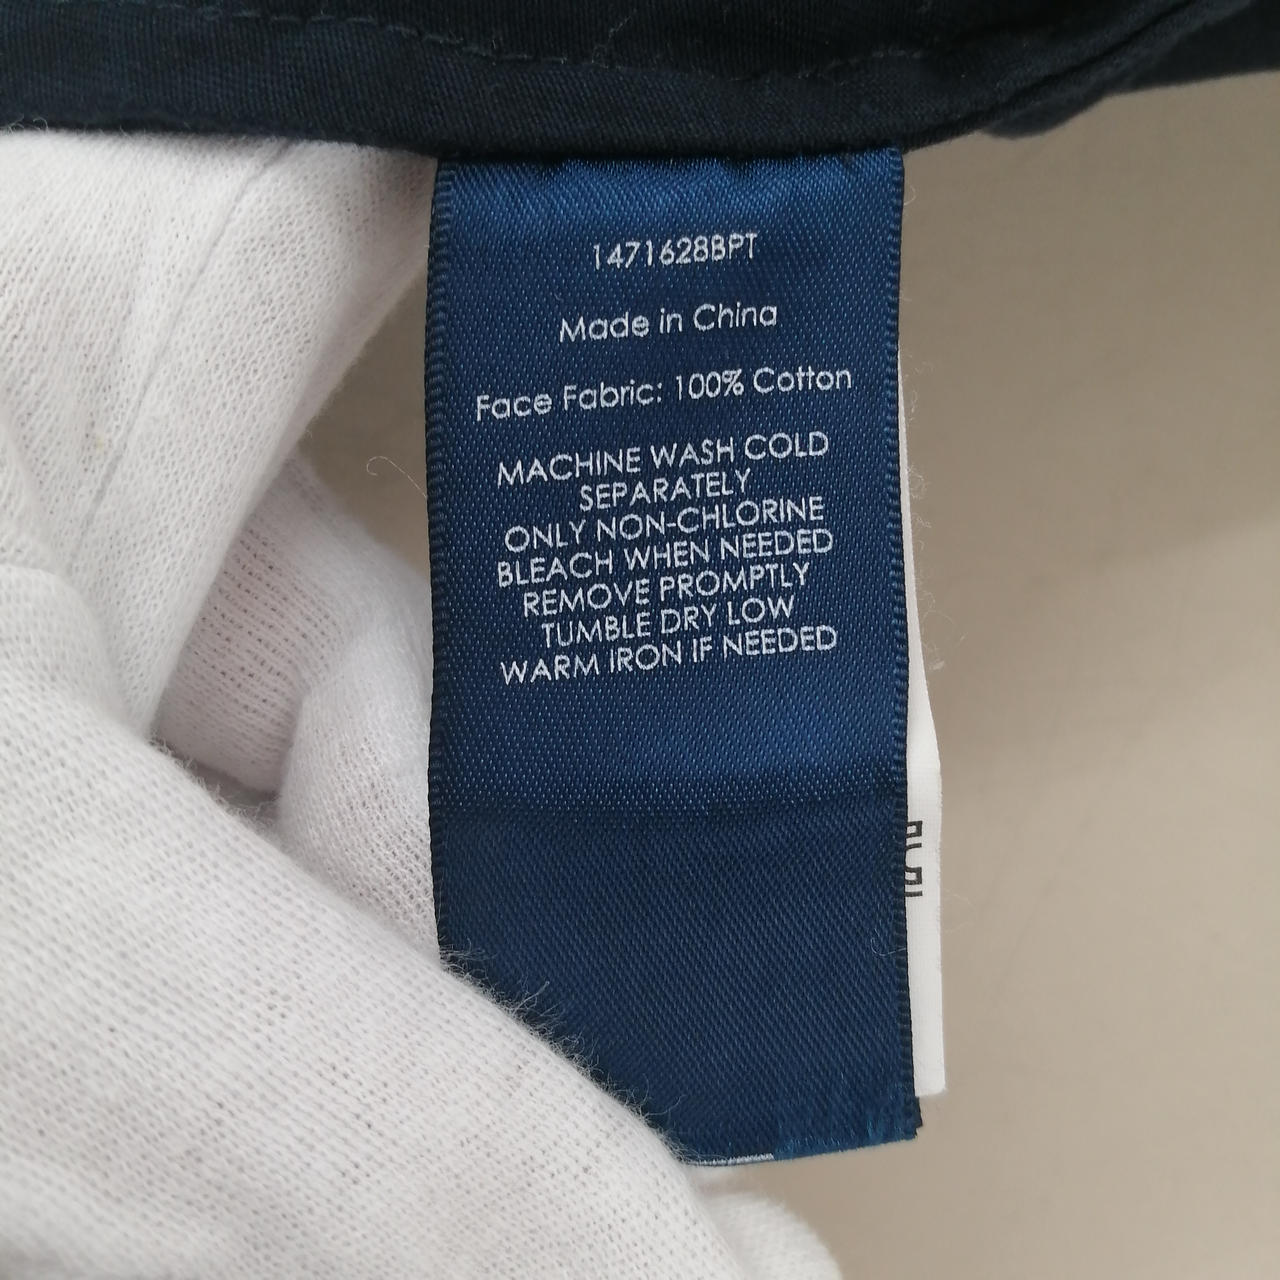 1471628BPT
Made in China
Face Fabric: 100% Cotton
MACHINE WASH COLD
SEPARATELY
ONLY NON-CHLORINE
BLEACH WHEN NEEDED
REMOVE PROMPTLY
TUMBLE DRY LOW
WARM IRON IF NEEDED